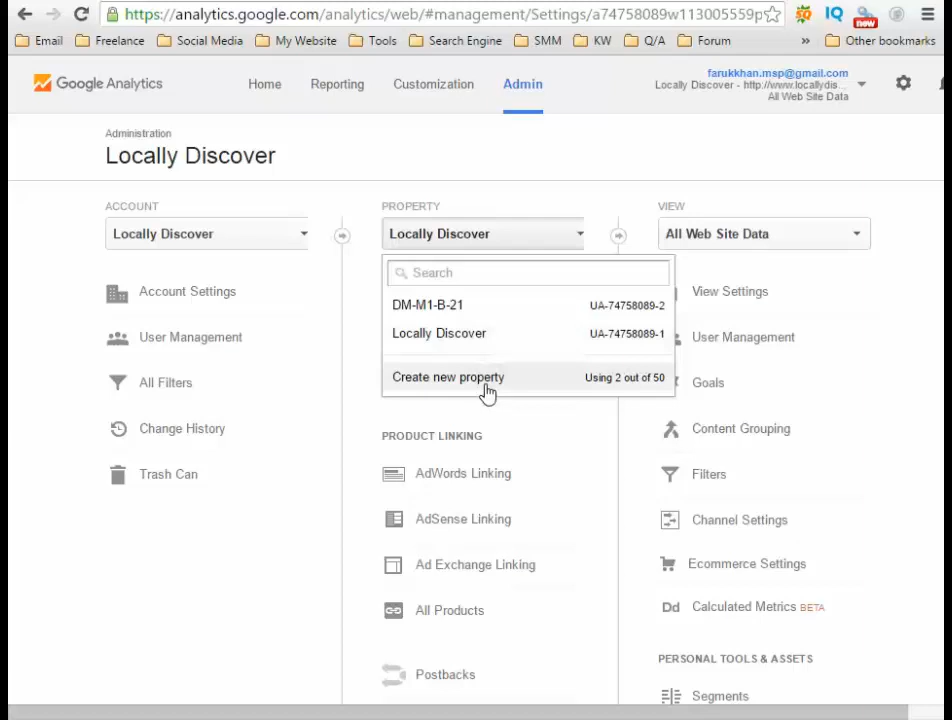 https://analytics.google.com/analytics/web/#management/Settings/a74758089w113005559p
IQ
now
Email
Freelance
Social Media
My Website
Tools
Search Engine
SMM
KW
Q/A
Forum
»
Other bookmarks
Google Analytics
Home
Reporting
Customization
Admin
farukkhan.msp@gmail.com
Locally Discover - http://www.locallydis...
All Web Site Data
Administration
Locally Discover
ACCOUNT
Locally Discover
Account Settings
User Management
All Filters
Change History
Trash Can
PROPERTY
Locally Discover
Search
DM-M1-B-21 UA-74758089-2
Locally Discover UA-74758089-1
Create new property Using 2 out of 50
PRODUCT LINKING
AdWords Linking
AdSense Linking
Ad Exchange Linking
All Products
Postbacks
VIEW
All Web Site Data
View Settings
User Management
Goals
Content Grouping
Filters
Channel Settings
Ecommerce Settings
Dd Calculated Metrics BETA
PERSONAL TOOLS & ASSETS
Segments